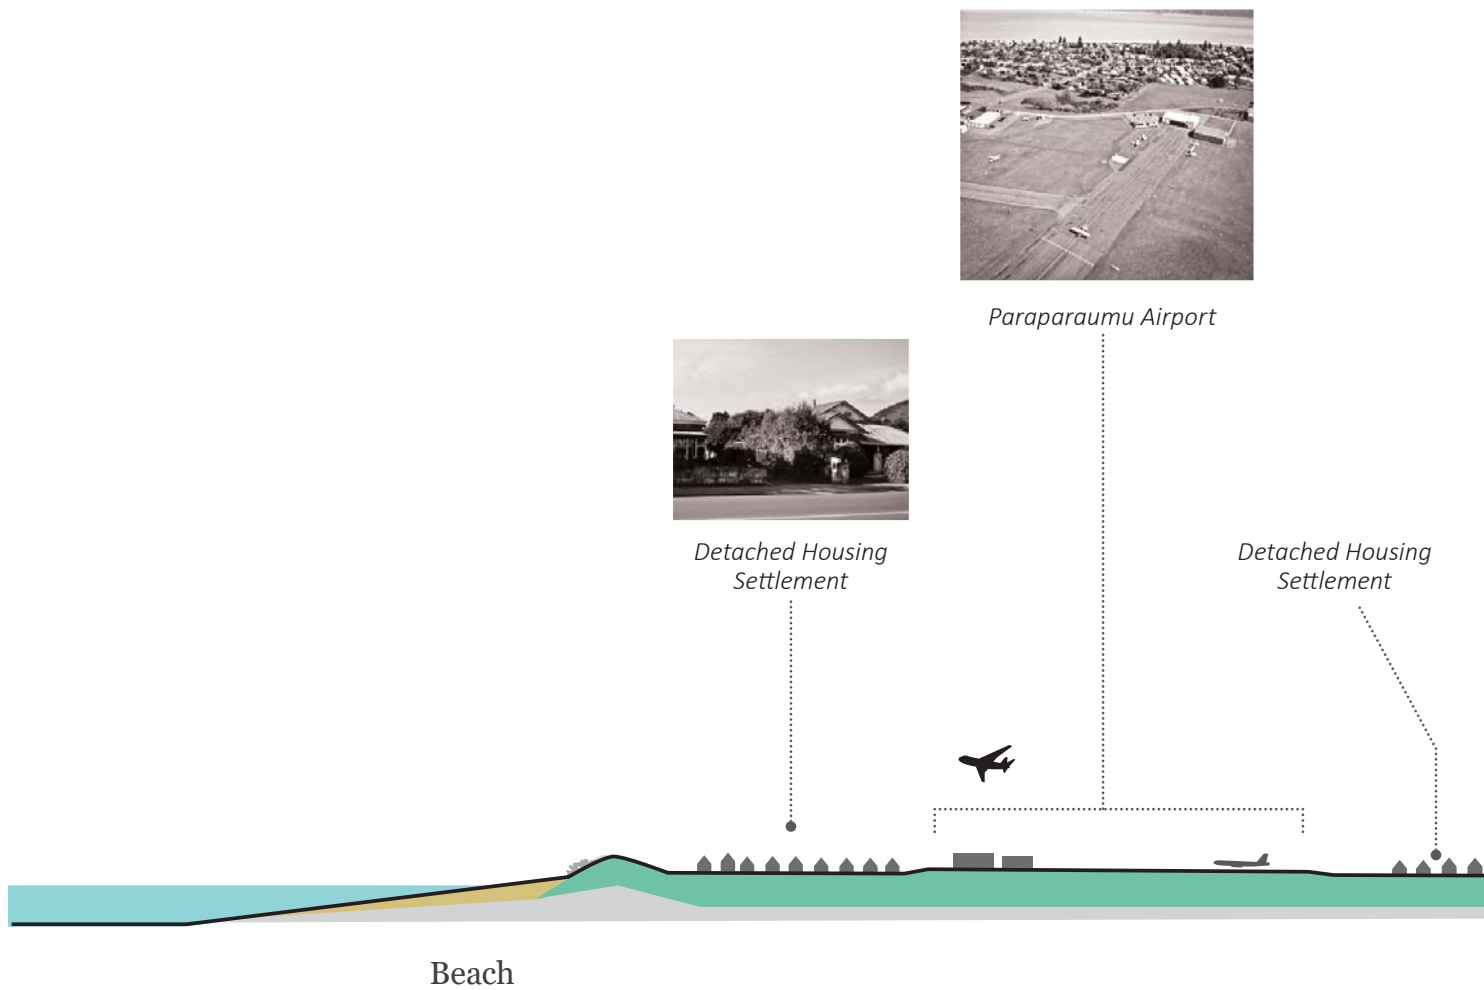 Paraparaumu Airport
Detached Housing
Settlement
Detached Housing
Settlement
Beach